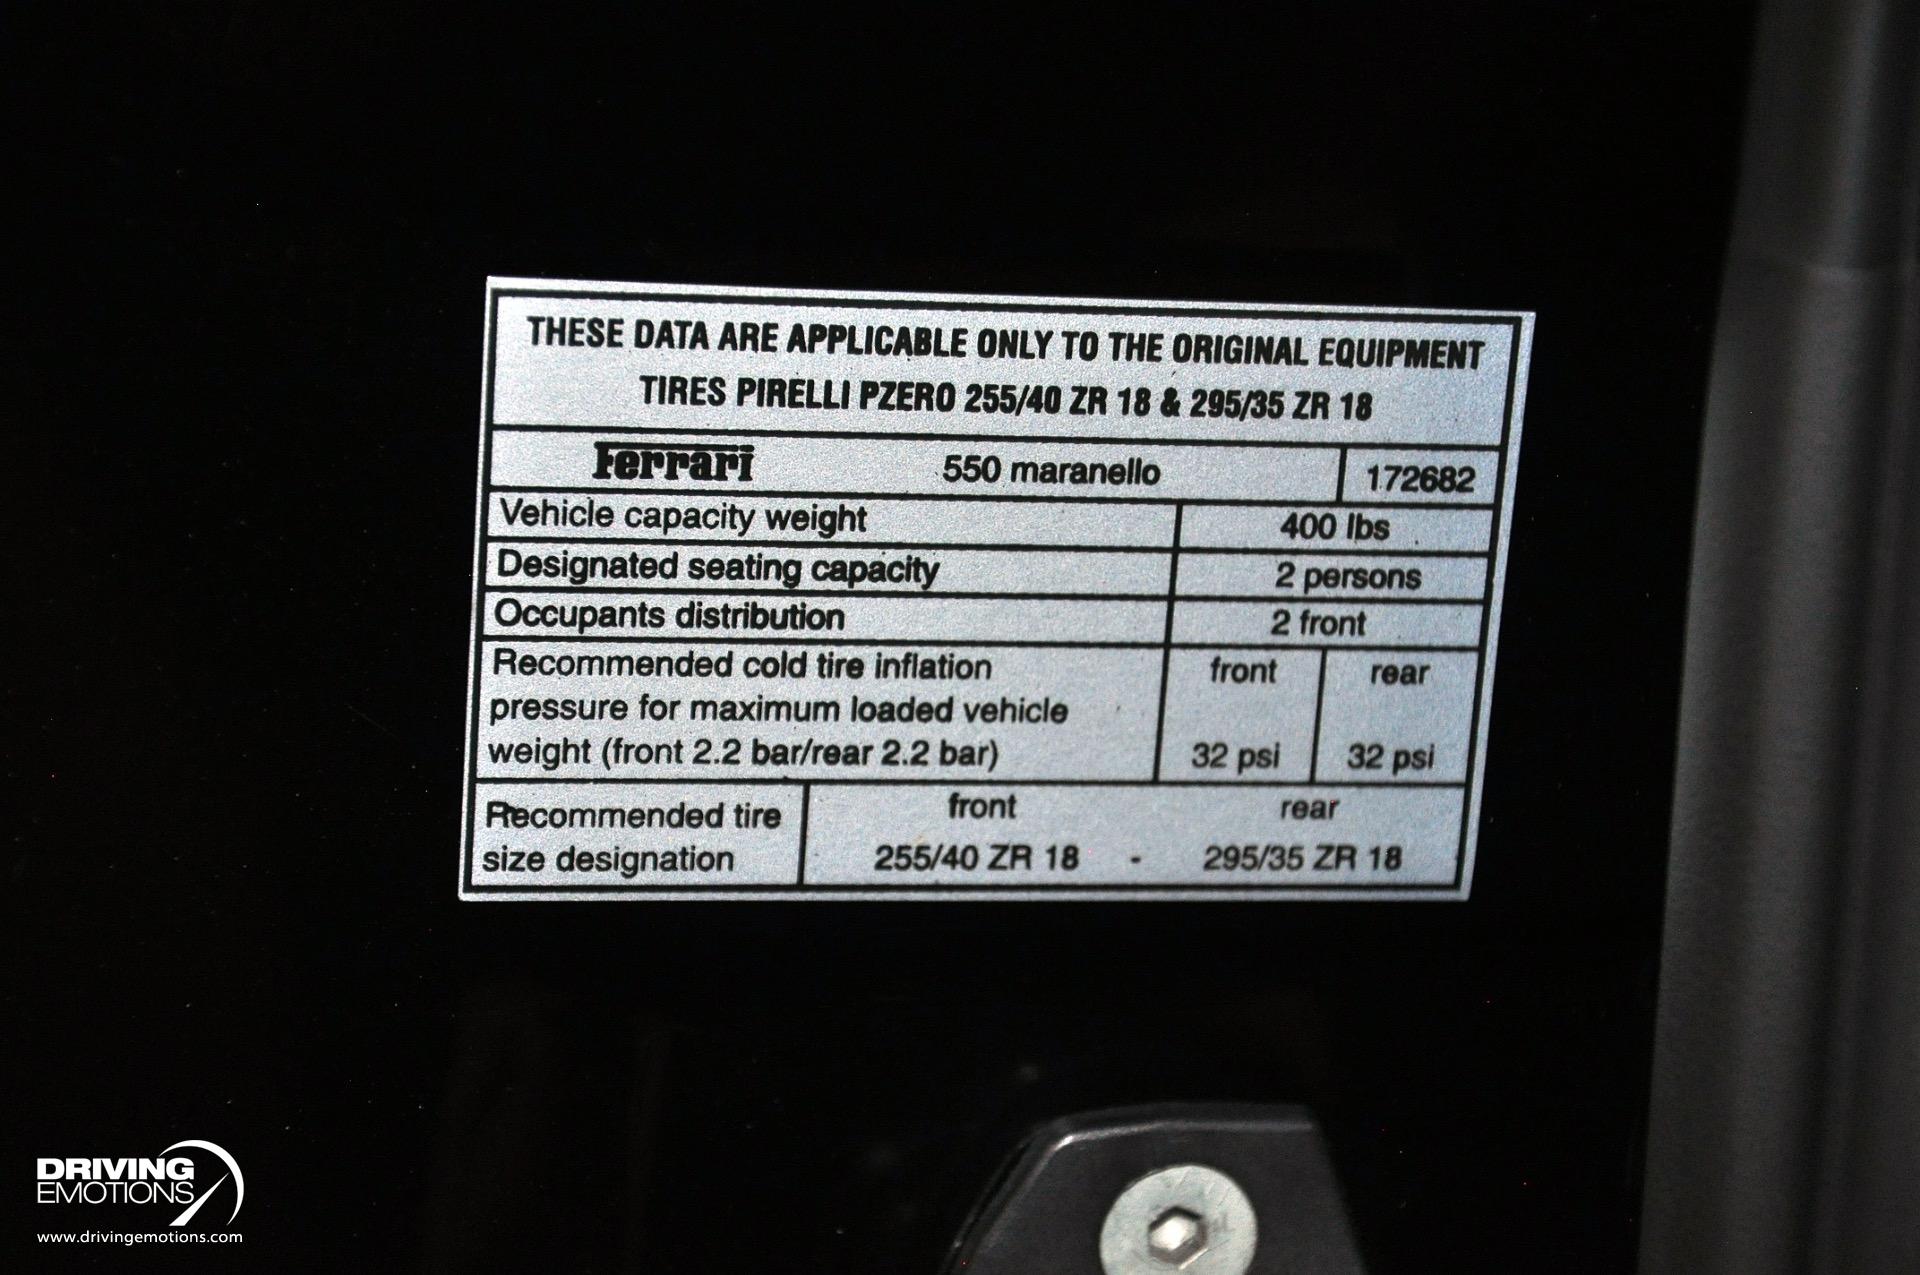 THESE DATA ARE APPLICABLE ONLY TO THE ORIGINAL EQUIPMENT
TIRES PIRELLI PZERO 255/40 ZR 18 & 295/35 ZR 18
Ferrari 550 maranello 172682
Vehicle capacity weight 400 lbs
Designated seating capacity 2 persons
Occupants distribution 2 front
Recommended cold tire inflation front rear
pressure for maximum loaded vehicle
weight (front 2.2 bar/rear 2.2 bar) 32 psi 32 psi
Recommended tire front rear
size designation 255/40 ZR 18 - 295/35 ZR 18
DRIVING
EMOTIONS
www.drivingemotions.com